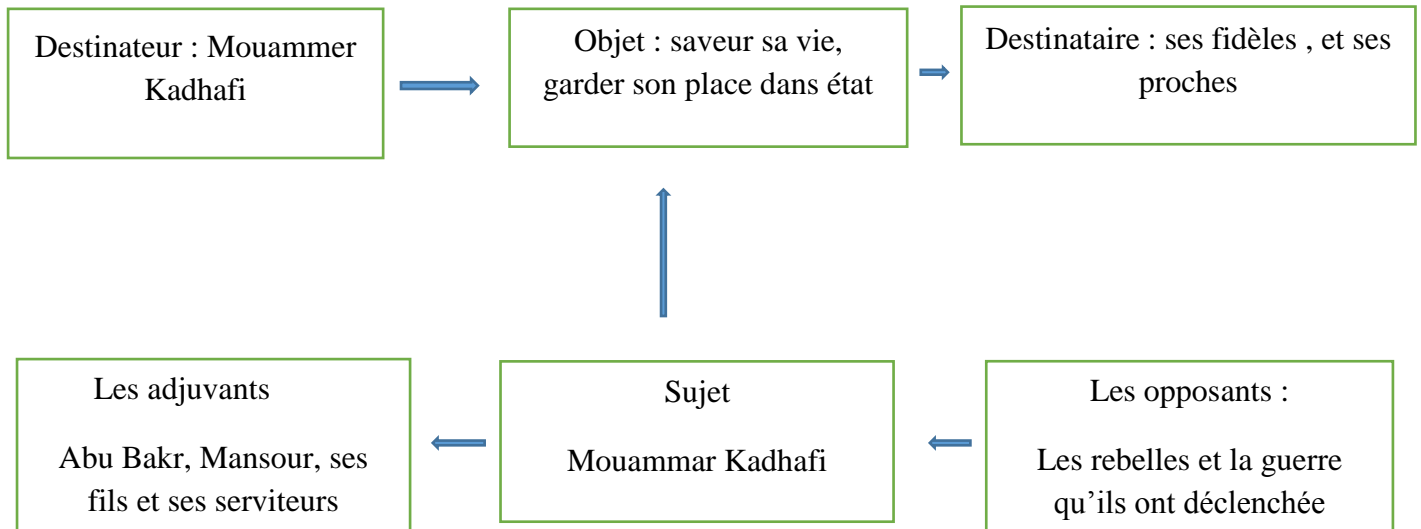 Destinateur : Mouammer
Kadhafi
Objet : saveur sa vie,
garder son place dans état
Destinataire : ses fidèles , et ses
proches
Les adjuvants
Abu Bakr, Mansour, ses
fils et ses serviteurs
Sujet
Mouammar Kadhafi
Les opposants :
Les rebelles et la guerre
qu’ils ont déclenchée